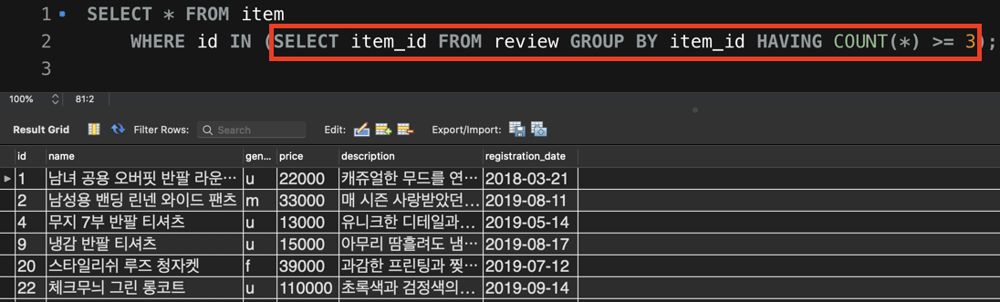 1 SELECT * FROM item
2 WHERE id IN (SELECT item_id FROM review GROUP BY item_id HAVING COUNT(*) >= 3);
3
100% 81:2
Result Grid Filter Rows: Search Edit: Export/Import:
id name gen... price description registration_date
1 남녀 공용 오버핏 반팔 라운… u 22000 캐쥬얼한 무드를 연… 2018-03-21
2 남성용 밴딩 린넨 와이드 팬츠 m 33000 매 시즌 사랑받았던… 2019-08-11
4 무지 7부 반팔 티셔츠 u 13000 유니크한 디테일과… 2019-05-14
9 냉감 반팔 티셔츠 u 15000 아무리 땀흘려도 냄… 2019-08-17
20 스타일리쉬 루즈 청자켓 f 39000 과감한 프린팅과 찢… 2019-07-12
22 체크무늬 그린 롱코트 u 110000 초록색과 검정색의… 2019-09-14